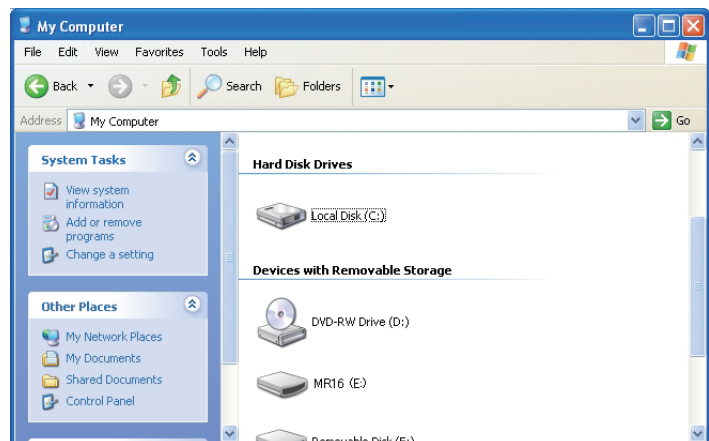 My Computer
File Edit View Favorites Tools Help
Back Search Folders
Address My Computer Go
System Tasks
View system
information
Add or remove
programs
Change a setting
Other Places
My Network Places
My Documents
Shared Documents
Control Panel
Hard Disk Drives
Local Disk (C:)
Devices with Removable Storage
DVD-RW Drive (D:)
MR16 (E:)
Removable Disk (F:)